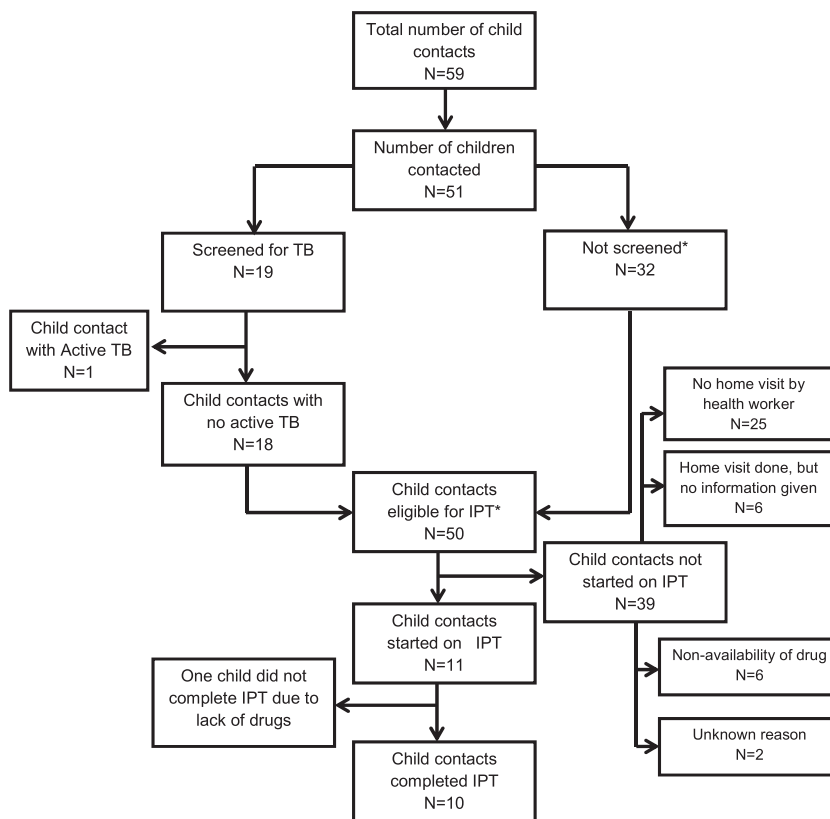 Total number of child
contacts
N=59
Number of children
contacted
N=51
Screened for TB
N=19
Not screened*
N=32
Child contact
with Active TB
N=1
Child contacts with
no active TB
N=18
No home visit by
health worker
N=25
Home visit done, but
no information given
N=6
Child contacts
eligible for IPT*
N=50
Child contacts not
started on IPT
N=39
Child contacts
started on IPT
N=11
Non-availability of drug
N=6
One child did not
complete IPT due to
lack of drugs
Unknown reason
N=2
Child contacts
completed IPT
N=10